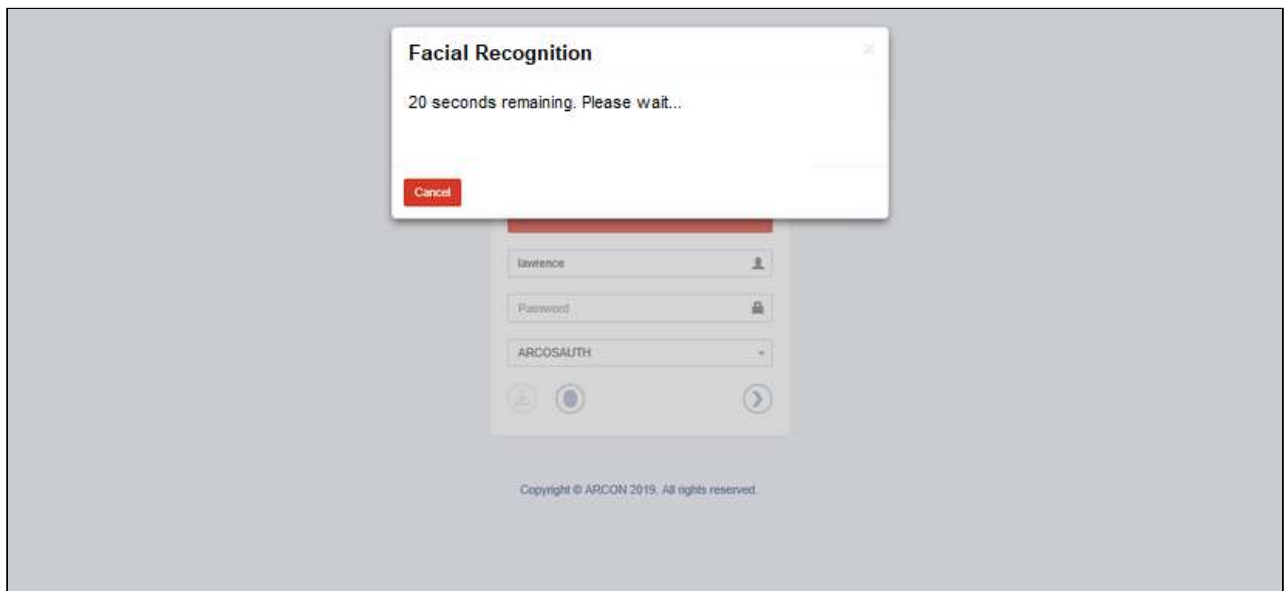 Facial Recognition
20 seconds remaining. Please wait...
Cancel
lawrence
Password
ARCOSAUTH
Copyright © ARCON 2019. All rights reserved.